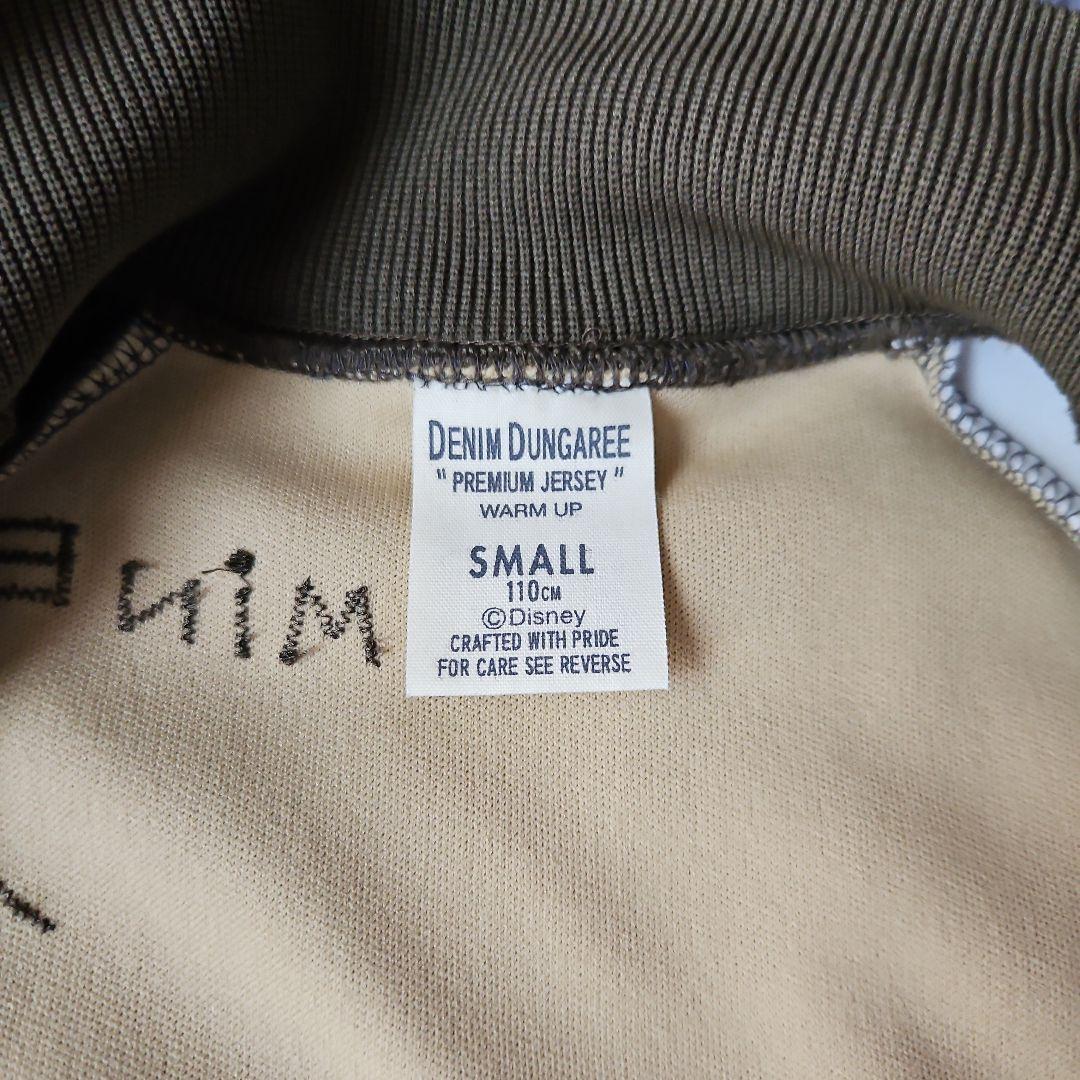 DENIM DUNGAREE
" PREMIUM JERSEY "
WARM UP
SMALL
110CM
©Disney
CRAFTED WITH PRIDE
FOR CARE SEE REVERSE